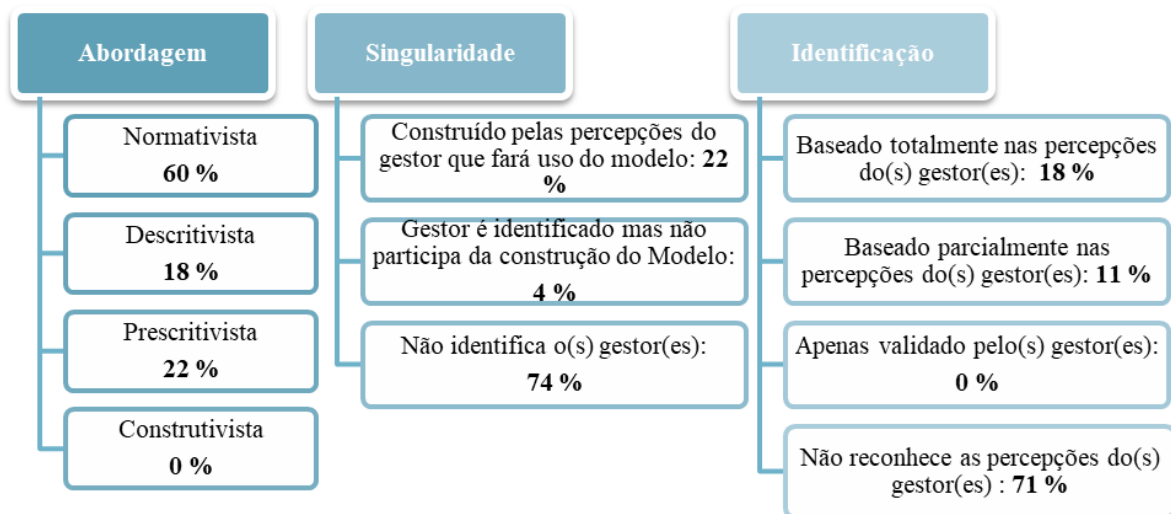 Abordagem
Normativista
60 %
Descritivista
18 %
Prescritivista
22 %
Construtivista
0 %
Singularidade
Construído pelas percepções do
gestor que fará uso do modelo: 22
%
Gestor é identificado mas não
participa da construção do Modelo:
4 %
Não identifica o(s) gestor(es):
74 %
Identificação
Baseado totalmente nas percepções
do(s) gestor(es): 18 %
Baseado parcialmente nas
percepções do(s) gestor(es): 11 %
Apenas validado pelo(s) gestor(es):
0 %
Não reconhece as percepções do(s)
gestor(es) : 71 %